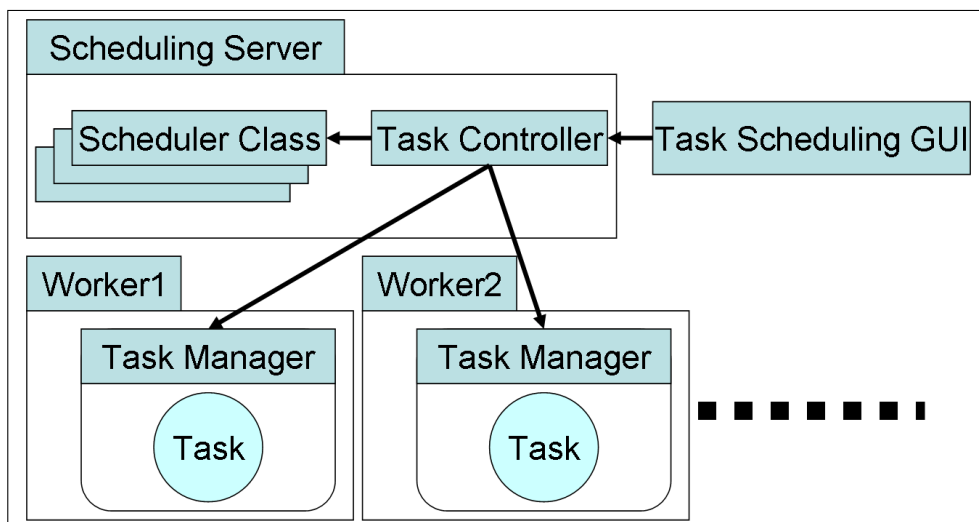 Scheduling Server
Scheduler Class
Task Controller
Task Scheduling GUI
Worker1
Worker2
Task Manager
Task Manager
Task
Task